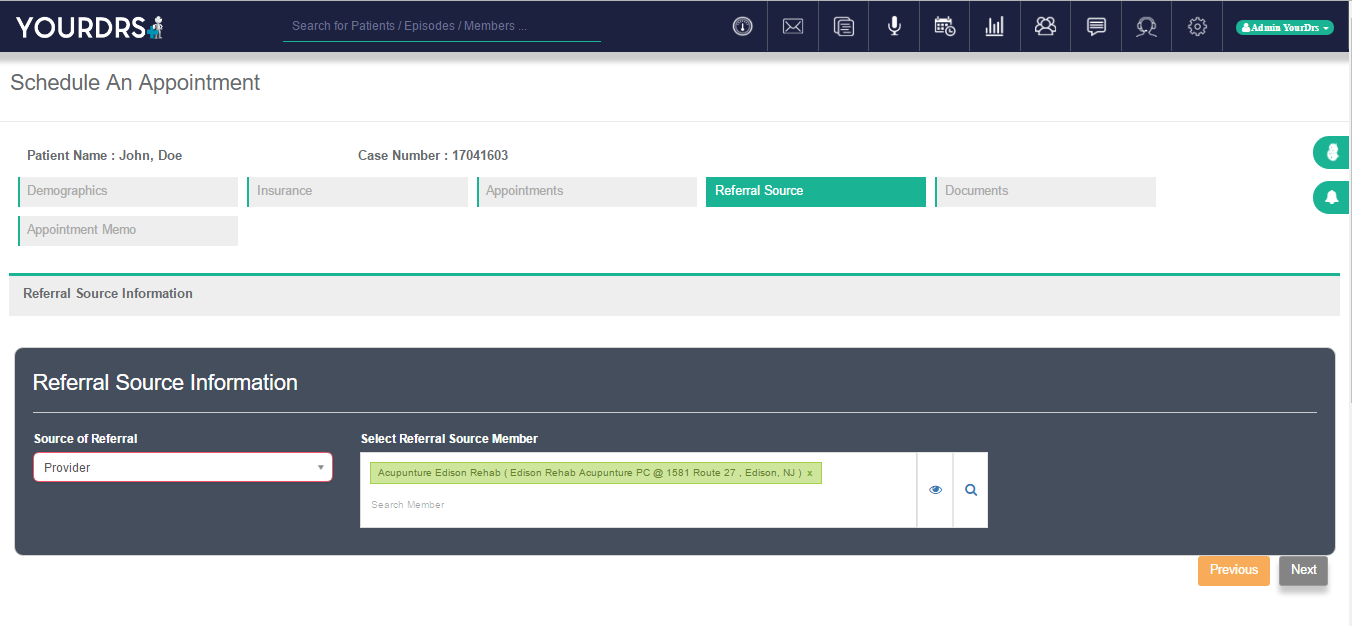 YOURDRS
Search for Patients / Episodes / Members ...
Admin YourDrs
Schedule An Appointment
Patient Name : John, Doe
Case Number : 17041603
Demographics
Insurance
Appointments
Referral Source
Documents
Appointment Memo
Referral Source Information
Referral Source Information
Source of Referral
Select Referral Source Member
Provider
Acupunture Edison Rehab ( Edison Rehab Acupunture PC @ 1581 Route 27 , Edison, NJ ) x
Search Member
Previous
Next